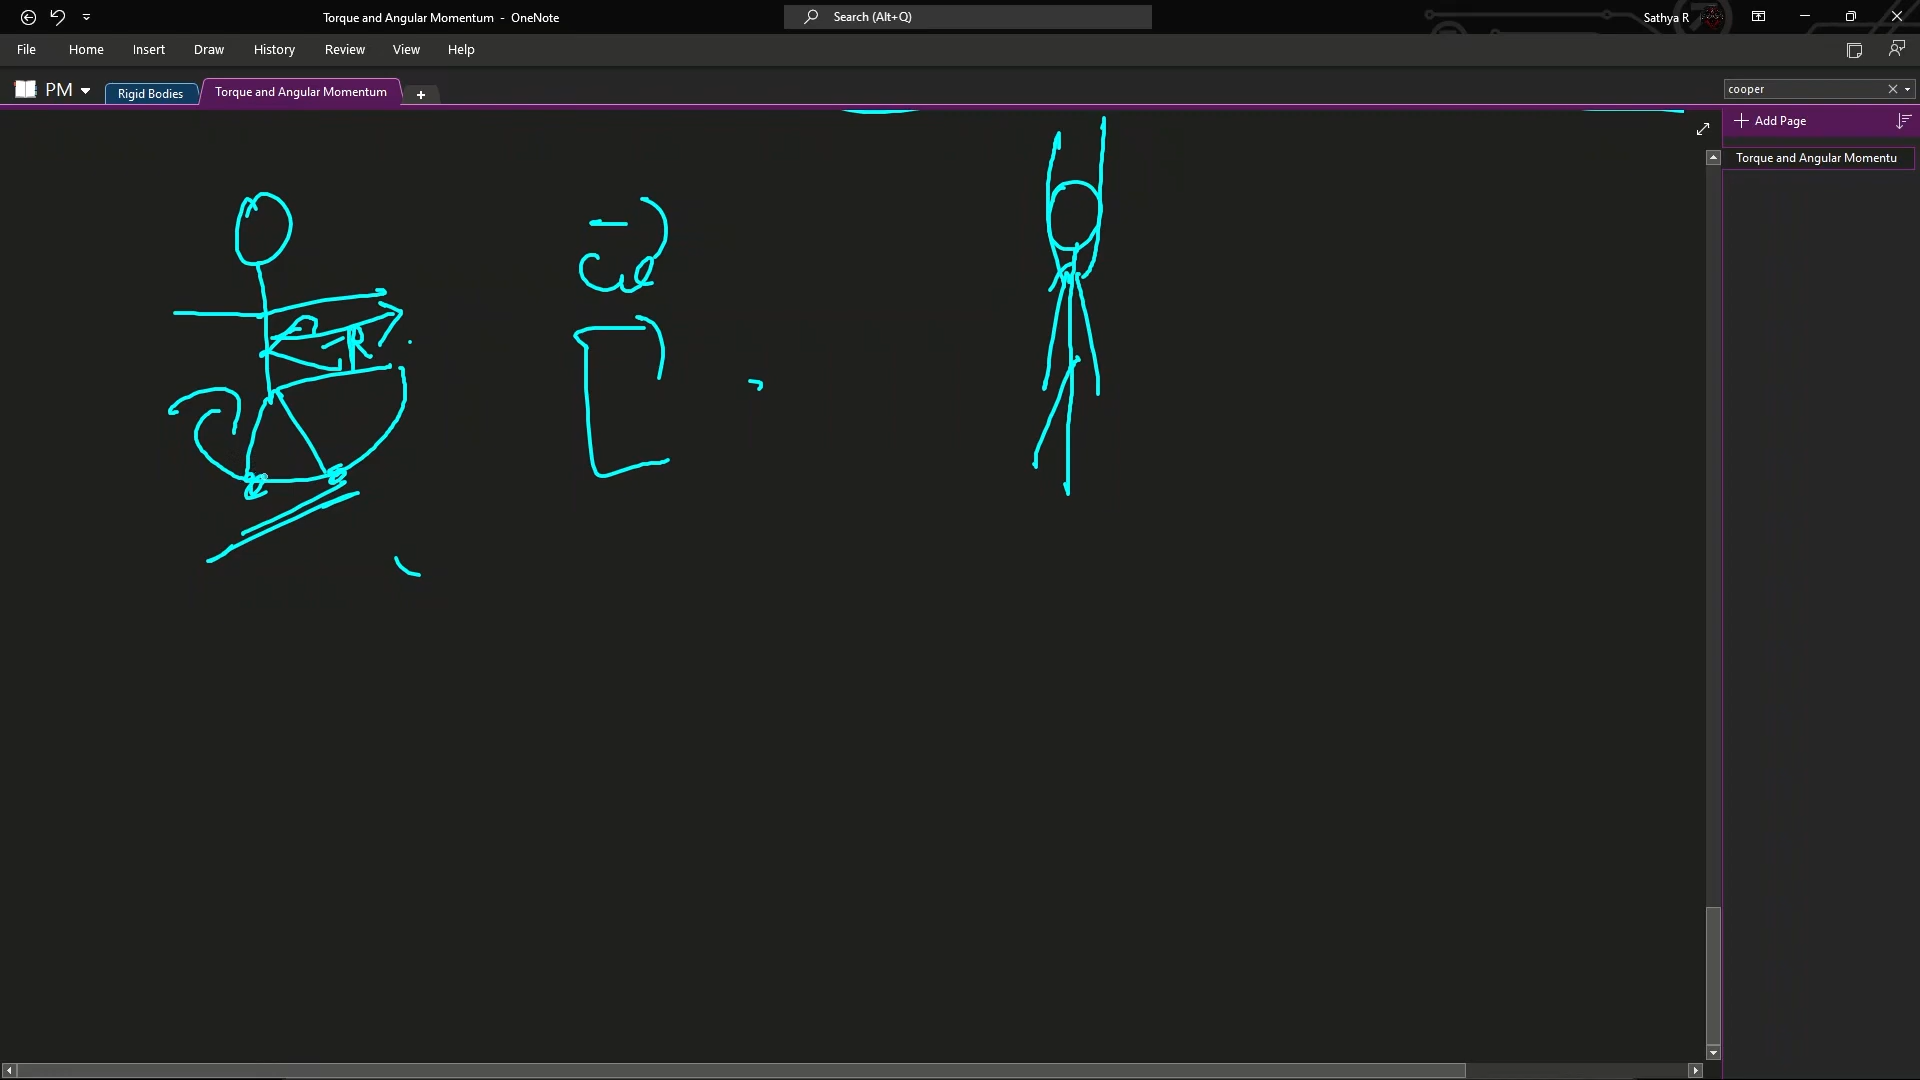 Torque and Angular Momentum - OneNote
Search (Alt+Q)
Sathya R
File Home Insert Draw History Review View Help
PM Rigid Bodies Torque and Angular Momentum +
cooper
Add Page
Torque and Angular Momentu